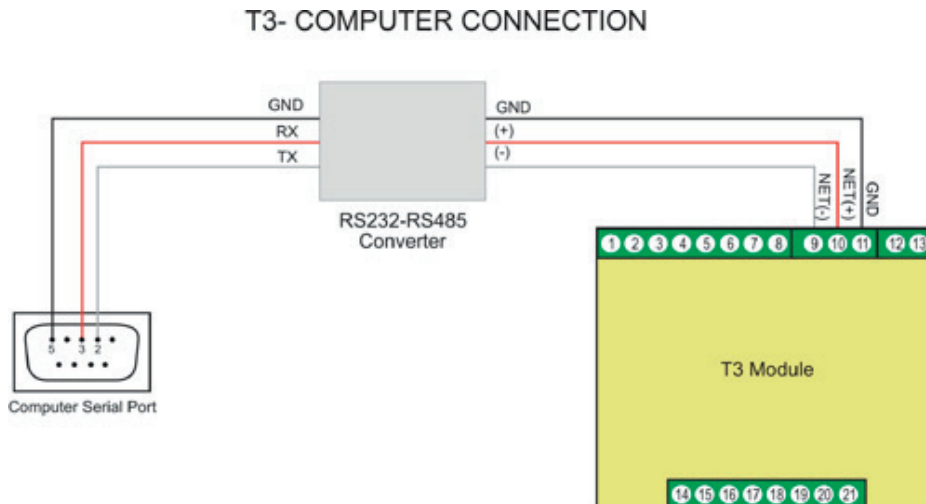 T3- COMPUTER CONNECTION
GND
RX
TX
GND
(+)
(-)
RS232-RS485
Converter
NET(-)
NET(+)
GND
1 2 3 4 5 6 7 8 9 10 11 12 13
5 3 2
Computer Serial Port
T3 Module
14 15 16 17 18 19 20 21